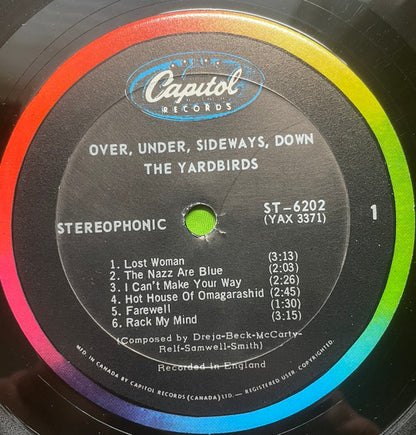 Capitol
RECORDS
OVER, UNDER, SIDEWAYS, DOWN
THE YARDBIRDS
ST-6202
(YAX 3371)
1
STEREOPHONIC
1. Lost Woman (3:13)
2. The Nazz Are Blue (2:03)
3. I Can't Make Your Way (2:26)
4. Hot House Of Omagarashid (2:45)
5. Farewell (1:30)
6. Rack My Mind (3:15)
(Composed by Dreja-Beck-McCarty-
Relf-Samwell-Smith)
Recorded in England
MFD. IN CANADA BY CAPITOL RECORDS (CANADA) LTD. — REGISTERED USER. COPYRIGHTED.